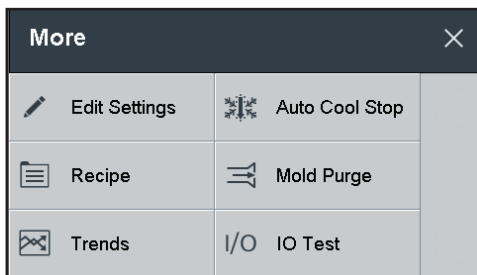 More
Edit Settings
Auto Cool Stop
Recipe
Mold Purge
Trends
I/O IO Test